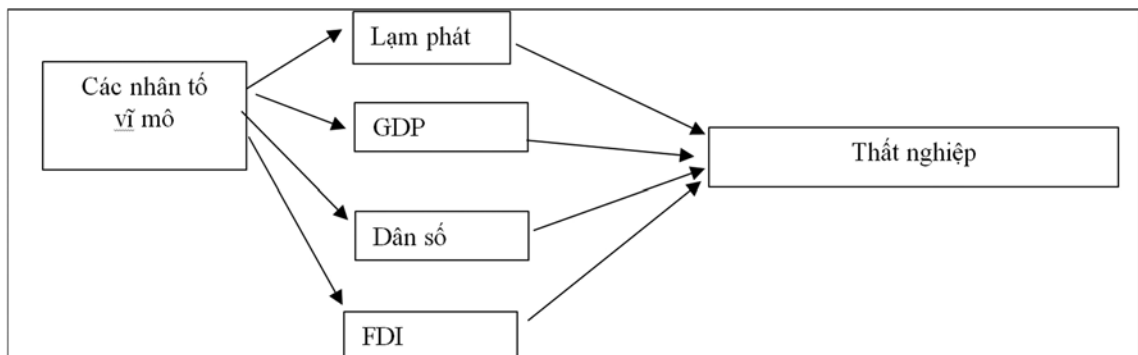 Các nhân tố
vĩ mô
Lạm phát
GDP
Dân số
FDI
Thất nghiệp